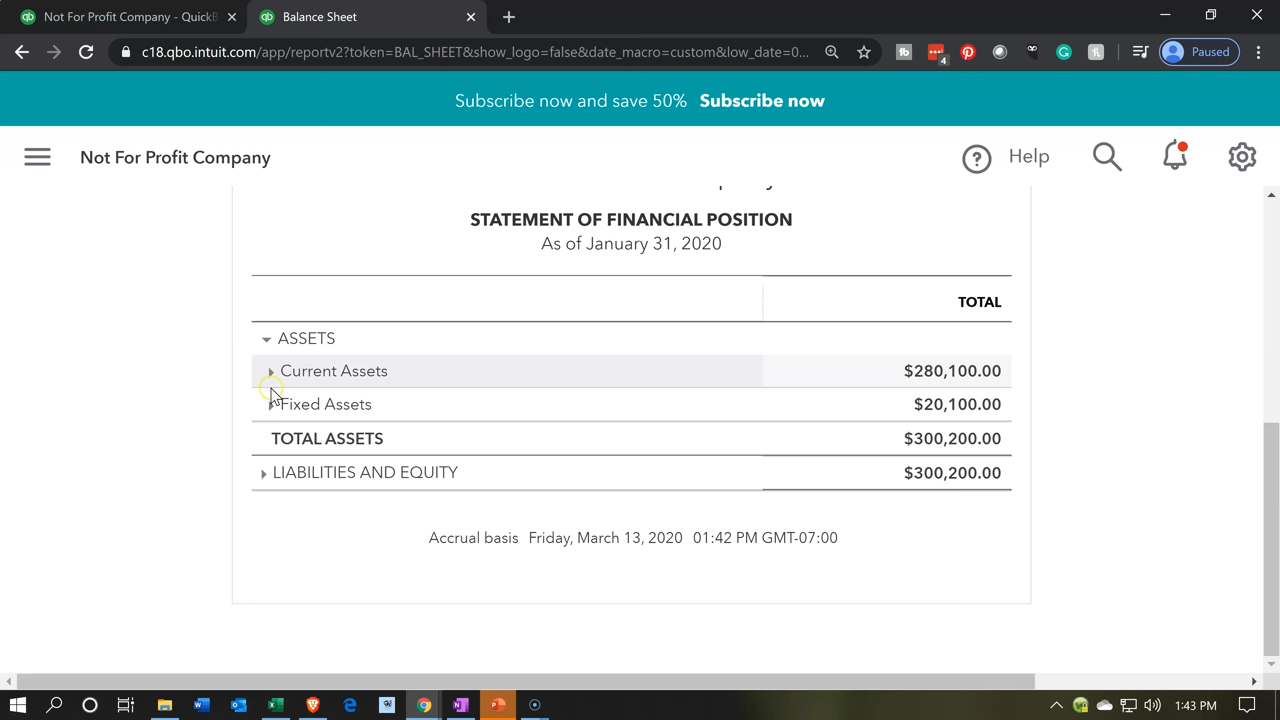 Not For Profit Company - QuickB
Balance Sheet
c18.qbo.intuit.com/app/reportv2?token=BAL_SHEET&show_logo=false&date_macro=custom&low_date=0...
4
Paused
Subscribe now and save 50% Subscribe now
Not For Profit Company
Help
STATEMENT OF FINANCIAL POSITION
As of January 31, 2020
TOTAL
ASSETS
Current Assets $280,100.00
Fixed Assets $20,100.00
TOTAL ASSETS $300,200.00
LIABILITIES AND EQUITY $300,200.00
Accrual basis Friday, March 13, 2020 01:42 PM GMT-07:00
1:43 PM